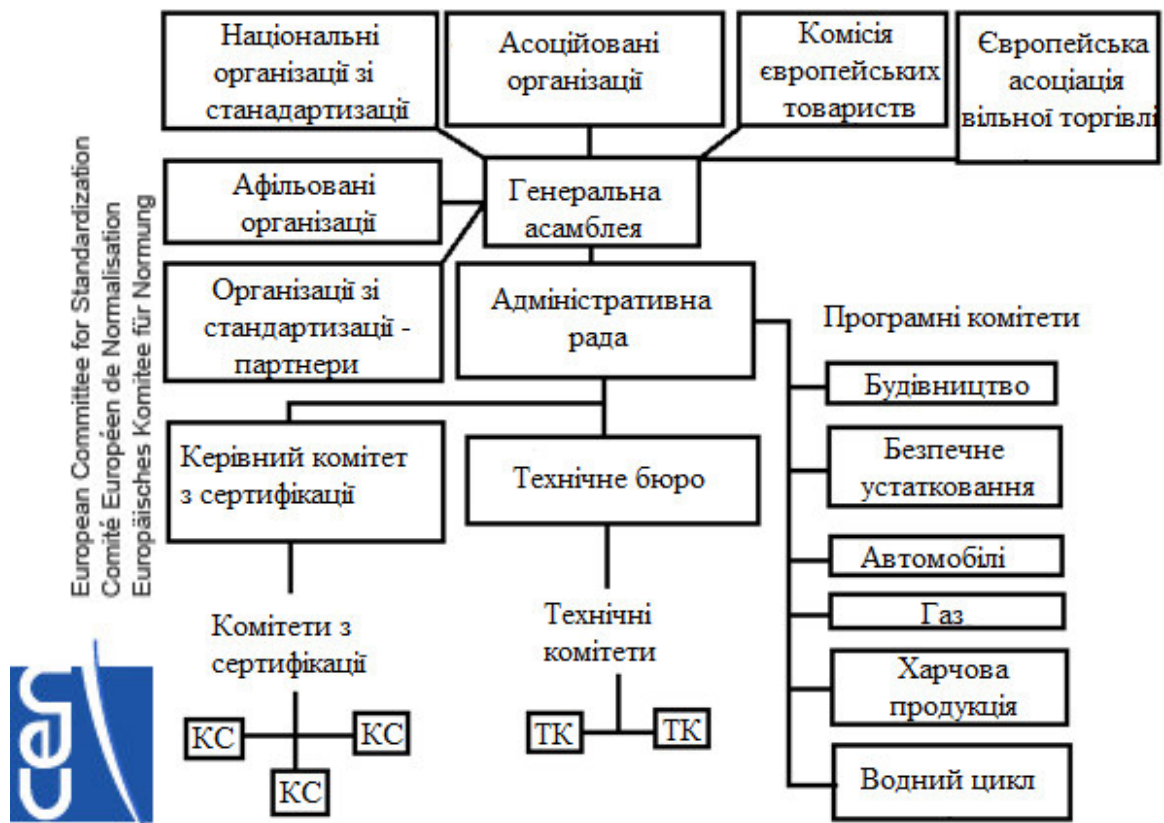 Національні
організації зі
станадартизації
Асоційовані
організації
Комісія
європейських
товариств
Європейська
асоціація
вільної торгівлі
Афільовані
організації
Генеральна
асамблея
Організації зі
стандартизації -
партнери
Адміністративна
рада
Програмні комітети
Будівництво
Безпечне
устатковання
Автомобілі
Газ
Харчова
продукція
Водний цикл
Керівний комітет
з сертифікації
Технічне бюро
Комітети з
сертифікації
Технічні
комітети
КС
КС
КС
ТК
ТК
European Committee for Standardization
Comité Européen de Normalisation
Europäisches Komitee für Normung
cen